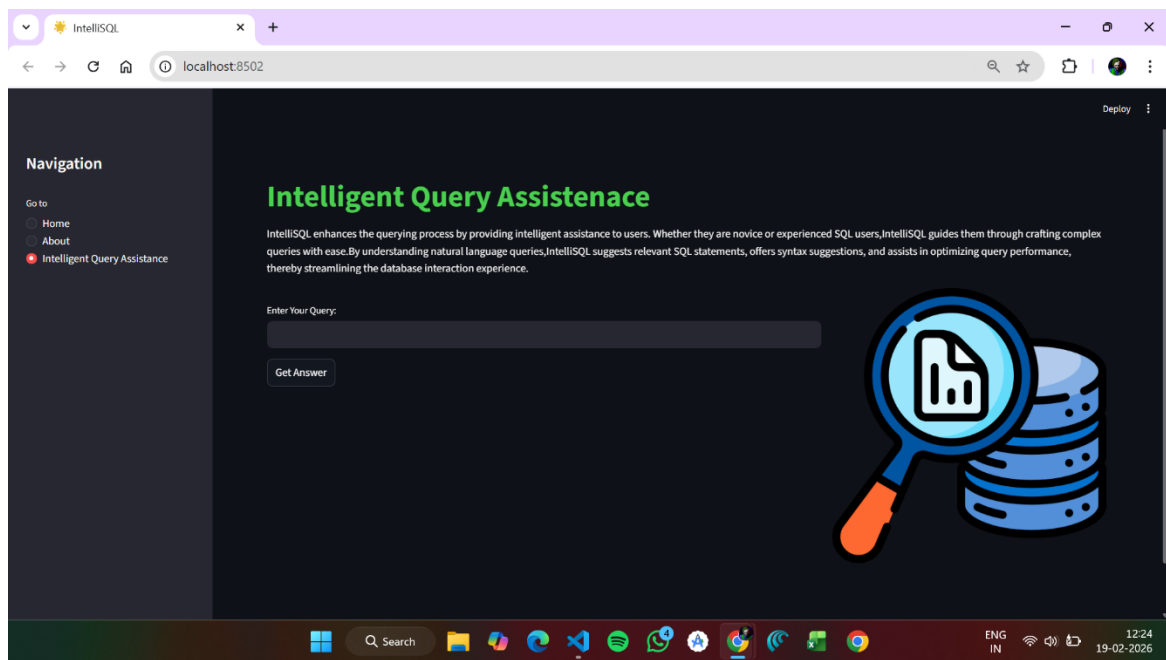 IntelliSQL
localhost:8502
Deploy
Navigation
Go to
Home
About
Intelligent Query Assistance
Intelligent Query Assistenace
IntelliSQL enhances the querying process by providing intelligent assistance to users. Whether they are novice or experienced SQL users,IntelliSQL guides them through crafting complex
queries with ease.By understanding natural language queries,IntelliSQL suggests relevant SQL statements, offers syntax suggestions, and assists in optimizing query performance,
thereby streamlining the database interaction experience.
Enter Your Query:
Get Answer
Search
4
ENG
IN
12:24
19-02-2026